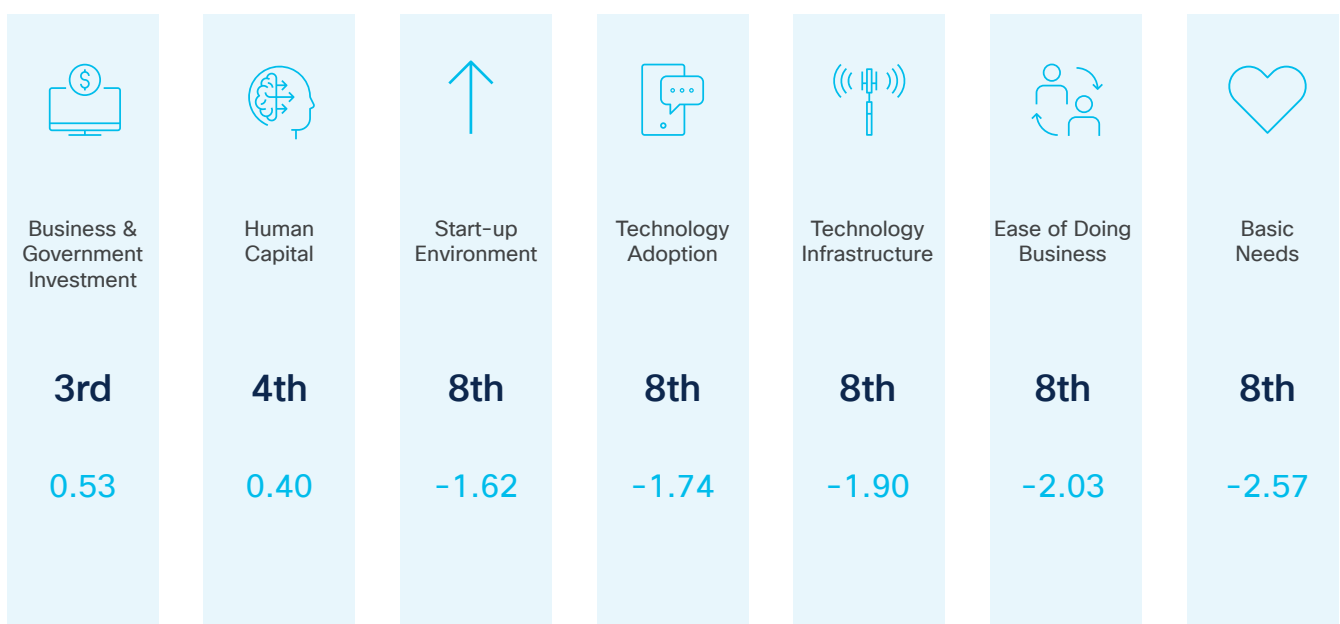 $
Business &
Government
Investment
3rd
0.53
Human
Capital
4th
0.40
Start-up
Environment
8th
-1.62
Technology
Adoption
8th
-1.74
Technology
Infrastructure
8th
-1.90
Ease of Doing
Business
8th
-2.03
Basic
Needs
8th
-2.57